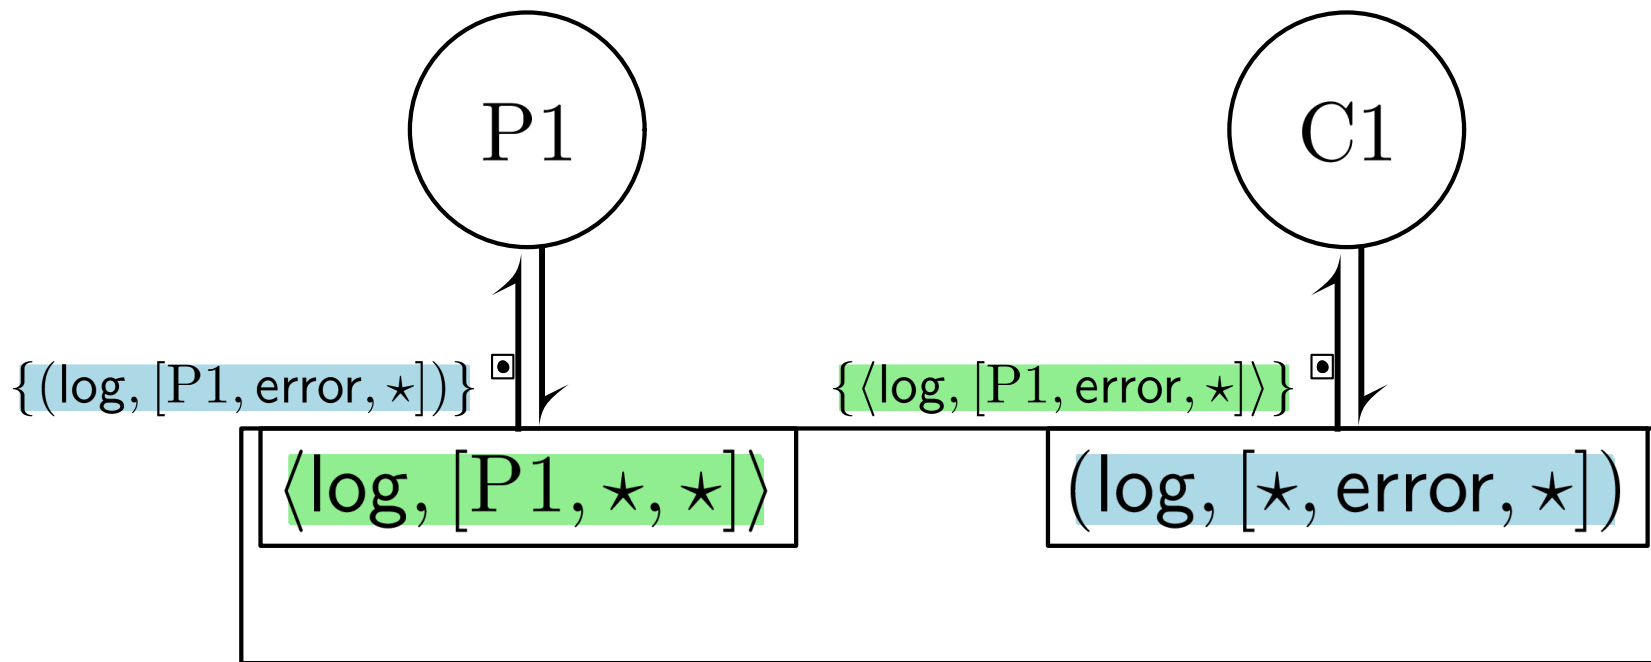 P1 C1
{(log, [P1, error, ⋆])} {⟨log, [P1, error, ⋆]⟩}
⟨log, [P1, ⋆, ⋆]⟩ (log, [⋆, error, ⋆])